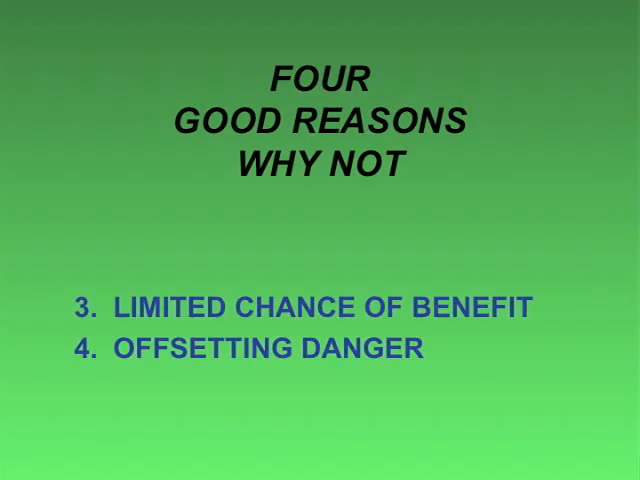 FOUR
GOOD REASONS
WHY NOT
3. LIMITED CHANCE OF BENEFIT
4. OFFSETTING DANGER